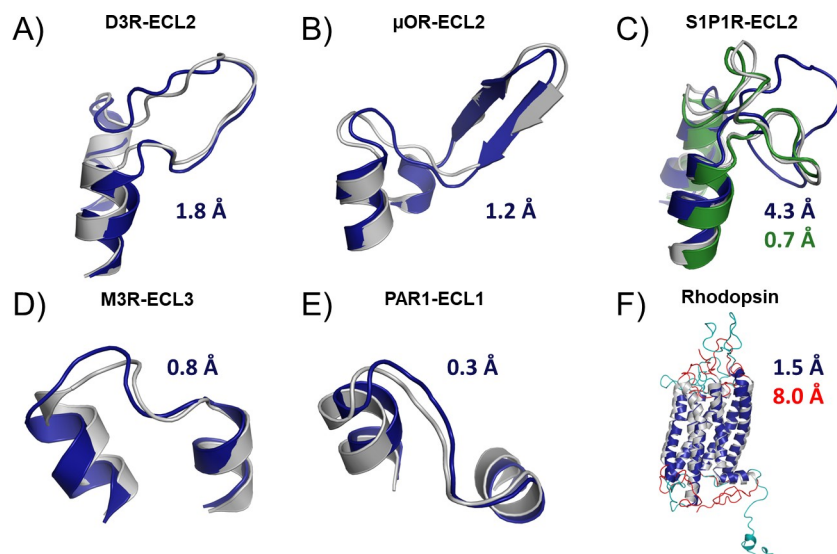 A)
D3R-ECL2
1.8 Å
B)
µOR-ECL2
1.2 Å
C)
S1P1R-ECL2
4.3 Å
0.7 Å
D)
M3R-ECL3
0.8 Å
E)
PAR1-ECL1
0.3 Å
F)
Rhodopsin
1.5 Å
8.0 Å